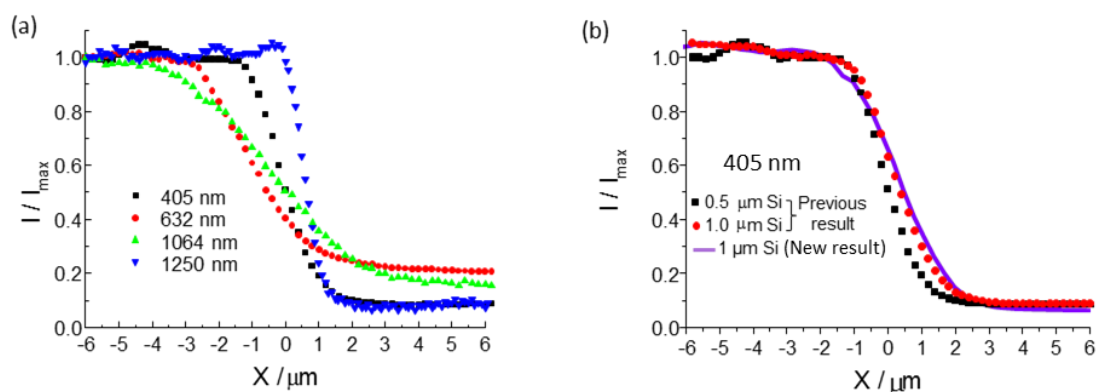 (a)
I / I_max
1.0
0.8
0.6
0.4
0.2
0.0
405 nm
632 nm
1064 nm
1250 nm
-6 -5 -4 -3 -2 -1 0 1 2 3 4 5 6
X / μm
(b)
I / I_max
1.0
0.8
0.6
0.4
0.2
0.0
405 nm
0.5 μm Si Previous
1.0 μm Si result
1 μm Si (New result)
-6 -5 -4 -3 -2 -1 0 1 2 3 4 5 6
X / μm